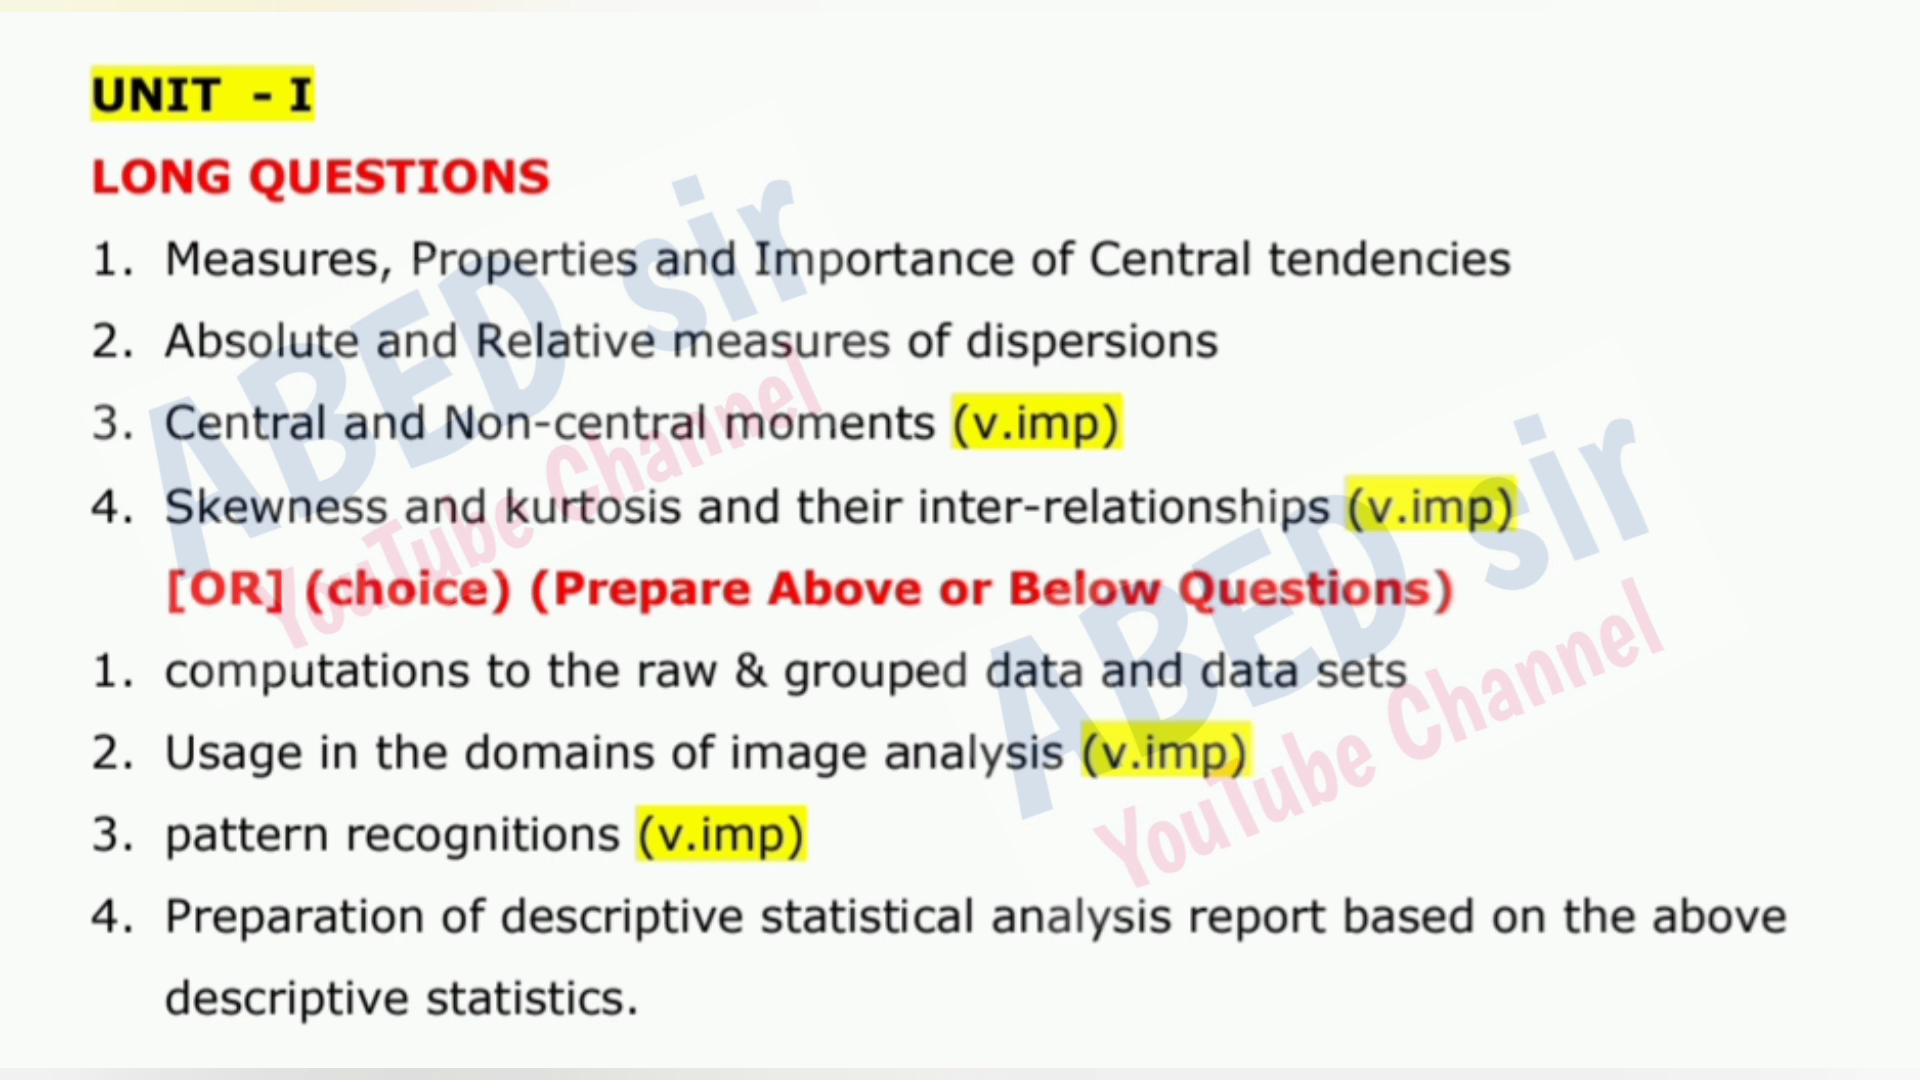 UNIT - I
LONG QUESTIONS
1. Measures, Properties and Importance of Central tendencies
2. Absolute and Relative measures of dispersions
3. Central and Non-central moments (v.imp)
4. Skewness and kurtosis and their inter-relationships (v.imp)
[OR] (choice) (Prepare Above or Below Questions)
1. computations to the raw & grouped data and data sets
2. Usage in the domains of image analysis (v.imp)
3. pattern recognitions (v.imp)
4. Preparation of descriptive statistical analysis report based on the above
descriptive statistics.
ABED sir
YouTube Channel
ABED sir
YouTube Channel